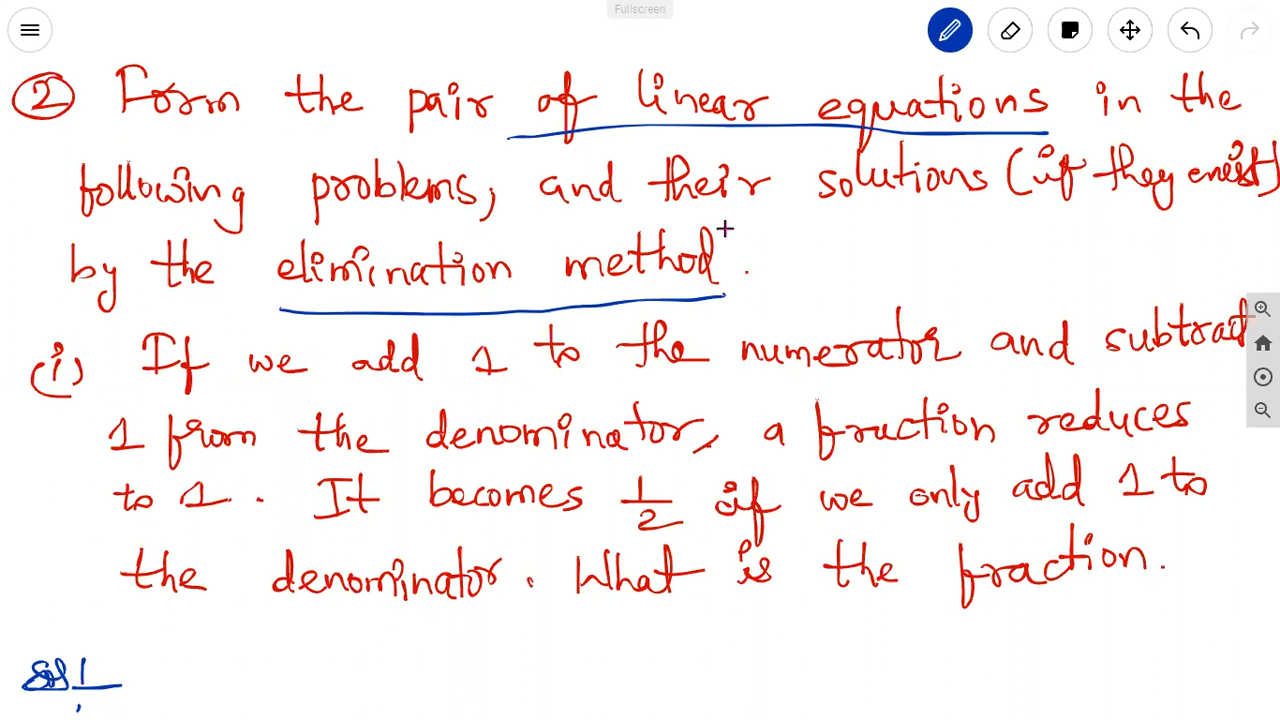 Fullscreen
② Form the pair of linear equations in the
following problems, and their solutions (if they exist)
by the elimination method.
(i) If we add 1 to the numerator and subtract
1 from the denominator, a fraction reduces
to 1. It becomes 1/2 if we only add 1 to
the denominator. What is the fraction.
Sol